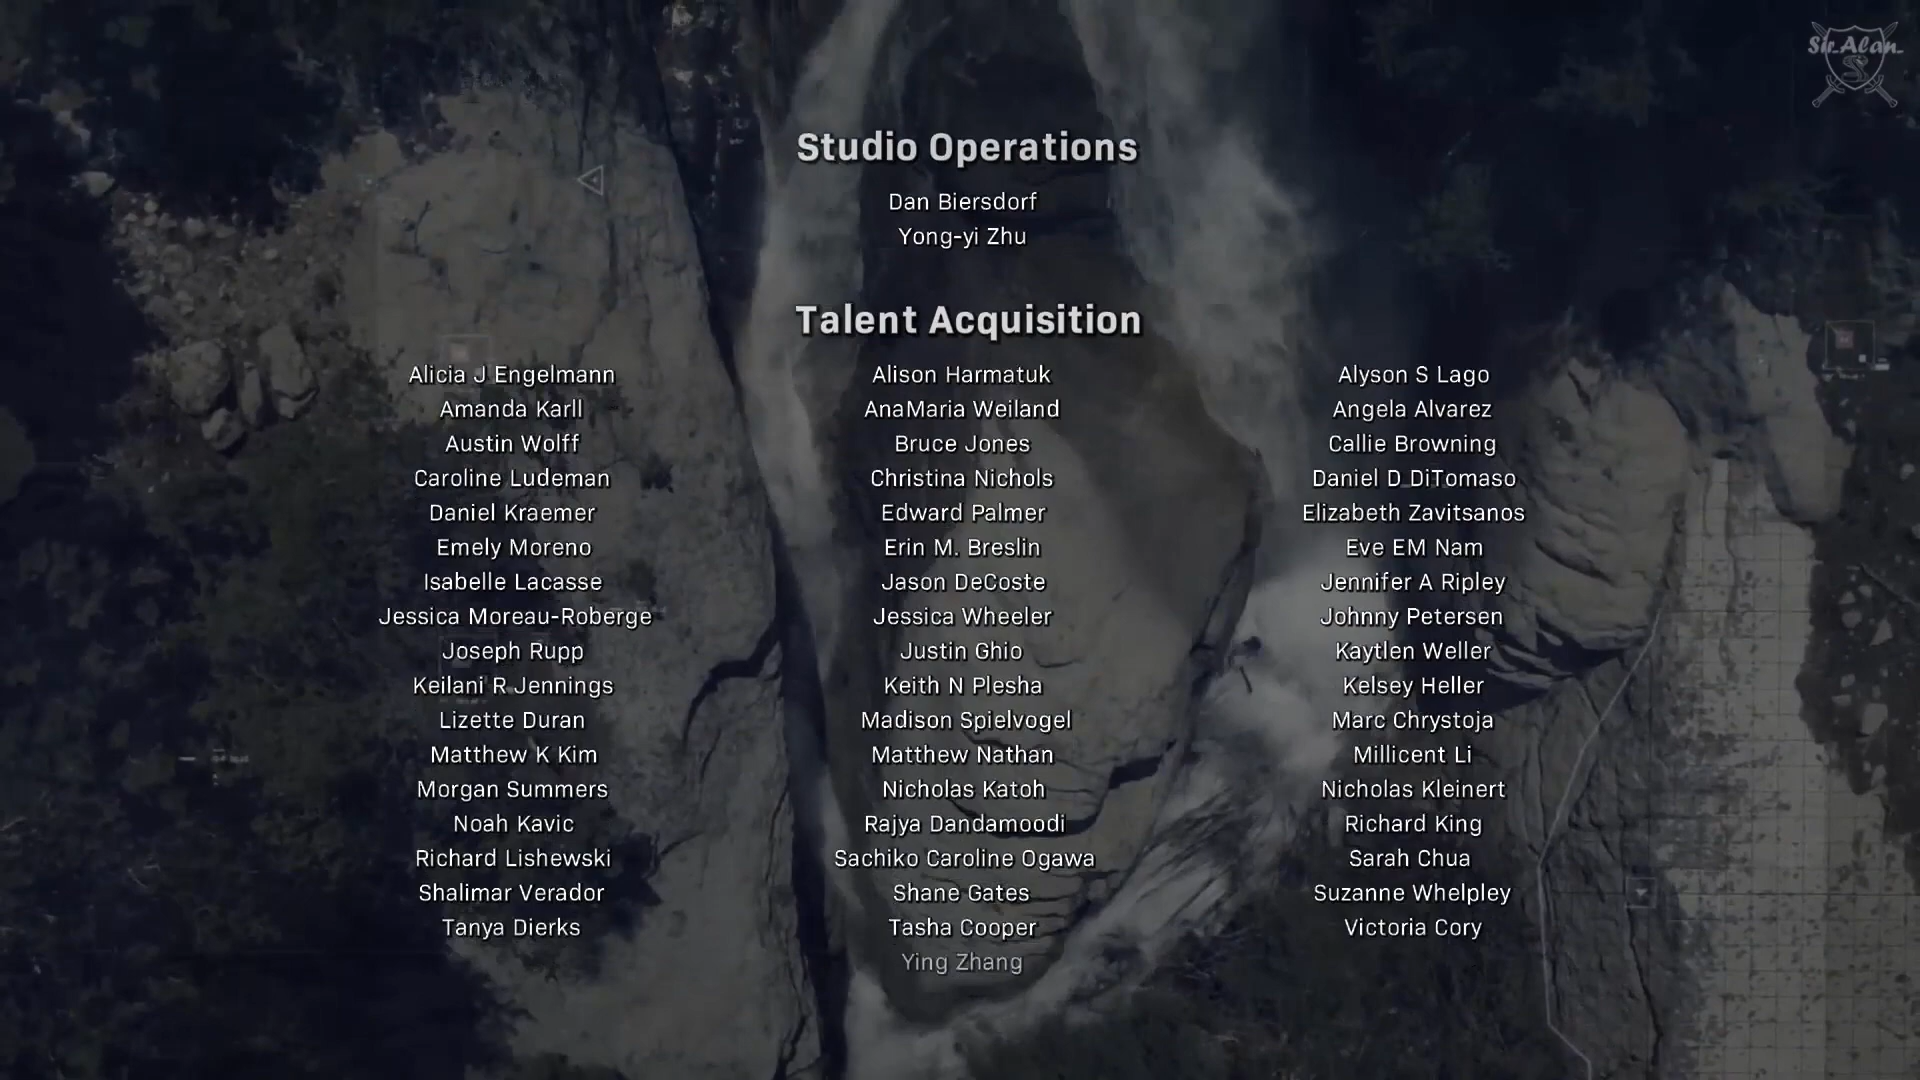 Sir.Alan.
Studio Operations
Dan Biersdorf
Yong-yi Zhu
Talent Acquisition
Alicia J Engelmann Alison Harmatuk Alyson S Lago
Amanda Karll AnaMaria Weiland Angela Alvarez
Austin Wolff Bruce Jones Callie Browning
Caroline Ludeman Christina Nichols Daniel D DiTomaso
Daniel Kraemer Edward Palmer Elizabeth Zavitsanos
Emely Moreno Erin M. Breslin Eve EM Nam
Isabelle Lacasse Jason DeCoste Jennifer A Ripley
Jessica Moreau-Roberge Jessica Wheeler Johnny Petersen
Joseph Rupp Justin Ghio Kaytlen Weller
Keilani R Jennings Keith N Plesha Kelsey Heller
Lizette Duran Madison Spielvogel Marc Chrystoja
Matthew K Kim Matthew Nathan Millicent Li
Morgan Summers Nicholas Katoh Nicholas Kleinert
Noah Kavic Rajya Dandamoodi Richard King
Richard Lishewski Sachiko Caroline Ogawa Sarah Chua
Shalimar Verador Shane Gates Suzanne Whelpley
Tanya Dierks Tasha Cooper Victoria Cory
Ying Zhang